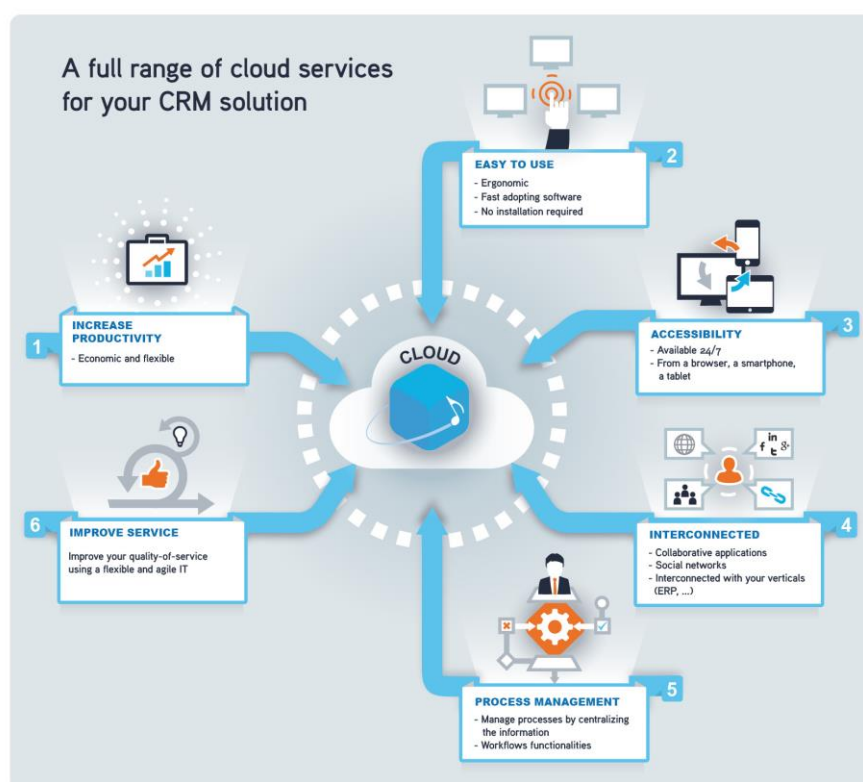 A full range of cloud services
for your CRM solution
1
INCREASE
PRODUCTIVITY
- Economic and flexible
2
EASY TO USE
- Ergonomic
- Fast adopting software
- No installation required
3
ACCESSIBILITY
- Available 24/7
- From a browser, a smartphone,
a tablet
CLOUD
in
f
t
g+
4
INTERCONNECTED
- Collaborative applications
- Social networks
- Interconnected with your verticals
(ERP, ...)
5
PROCESS MANAGEMENT
- Manage processes by centralizing
the information
- Workflows functionalities
6
IMPROVE SERVICE
Improve your quality-of-service
using a flexible and agile IT